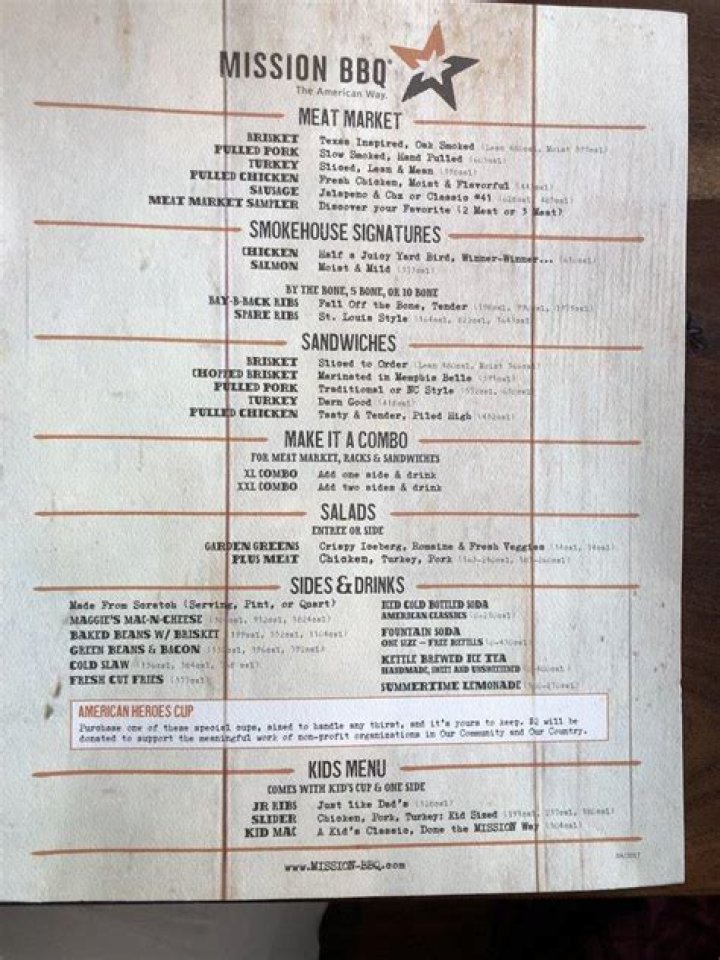 MISSION BBQ®
The American Way.
MEAT MARKET
BRISKET Texas Inspired, Oak Smoked
PULLED PORK Slow Smoked, Hand Pulled
TURKEY Sliced, Lean & Mean
PULLED CHICKEN Fresh Chicken, Moist & Flavorful
SAUSAGE Jalapeno & Chz or Classic #41
MEAT MARKET SAMPLER Discover your Favorite (2 Meat or 3 Meat)
SMOKEHOUSE SIGNATURES
CHICKEN Half a Juicy Yard Bird, Winner-Winner...
SALMON Moist & Mild
BY THE BONE, 5 BONE, OR 10 BONE
BAY-B-BACK RIBS Fall Off the Bone, Tender
SPARE RIBS St. Louis Style
SANDWICHES
BRISKET Sliced to Order
CHOPPED BRISKET Marinated in Memphis Belle
PULLED PORK Traditional or NC Style
TURKEY Darn Good
PULLED CHICKEN Tasty & Tender, Piled High
MAKE IT A COMBO
FOR MEAT MARKET, RACKS & SANDWICHES
XL COMBO Add one side & drink
XXL COMBO Add two sides & drink
SALADS
ENTREE OR SIDE
GARDEN GREENS Crispy Iceberg, Romaine & Fresh Veggies
PLUS MEAT Chicken, Turkey, Pork
SIDES & DRINKS
Made From Scratch (Serving, Pint, or Quart)
MAGGIE'S MAC-N-CHEESE
BAKED BEANS W/ BRISKET
GREEN BEANS & BACON
COLD SLAW
FRESH CUT FRIES
ICED COLD BOTTLED SODA
AMERICAN CLASSICS
FOUNTAIN SODA
ONE SIZE – FREE REFILLS
KETTLE BREWED ICE TEA
HANDMADE, SWEET AND UNSWEETENED
SUMMERTIME LEMONADE
AMERICAN HEROES CUP
Purchase one of these special cups, sized to handle any thirst, and it's yours to keep. $2 will be
donated to support the meaningful work of non-profit organizations in Our Community and Our Country.
KIDS MENU
COMES WITH KID'S CUP & ONE SIDE
JR RIBS Just like Dad's
SLIDER Chicken, Pork, Turkey: Kid Sized
KID MAC A Kid's Classic, Done the MISSION Way
www.MISSION-BBQ.com